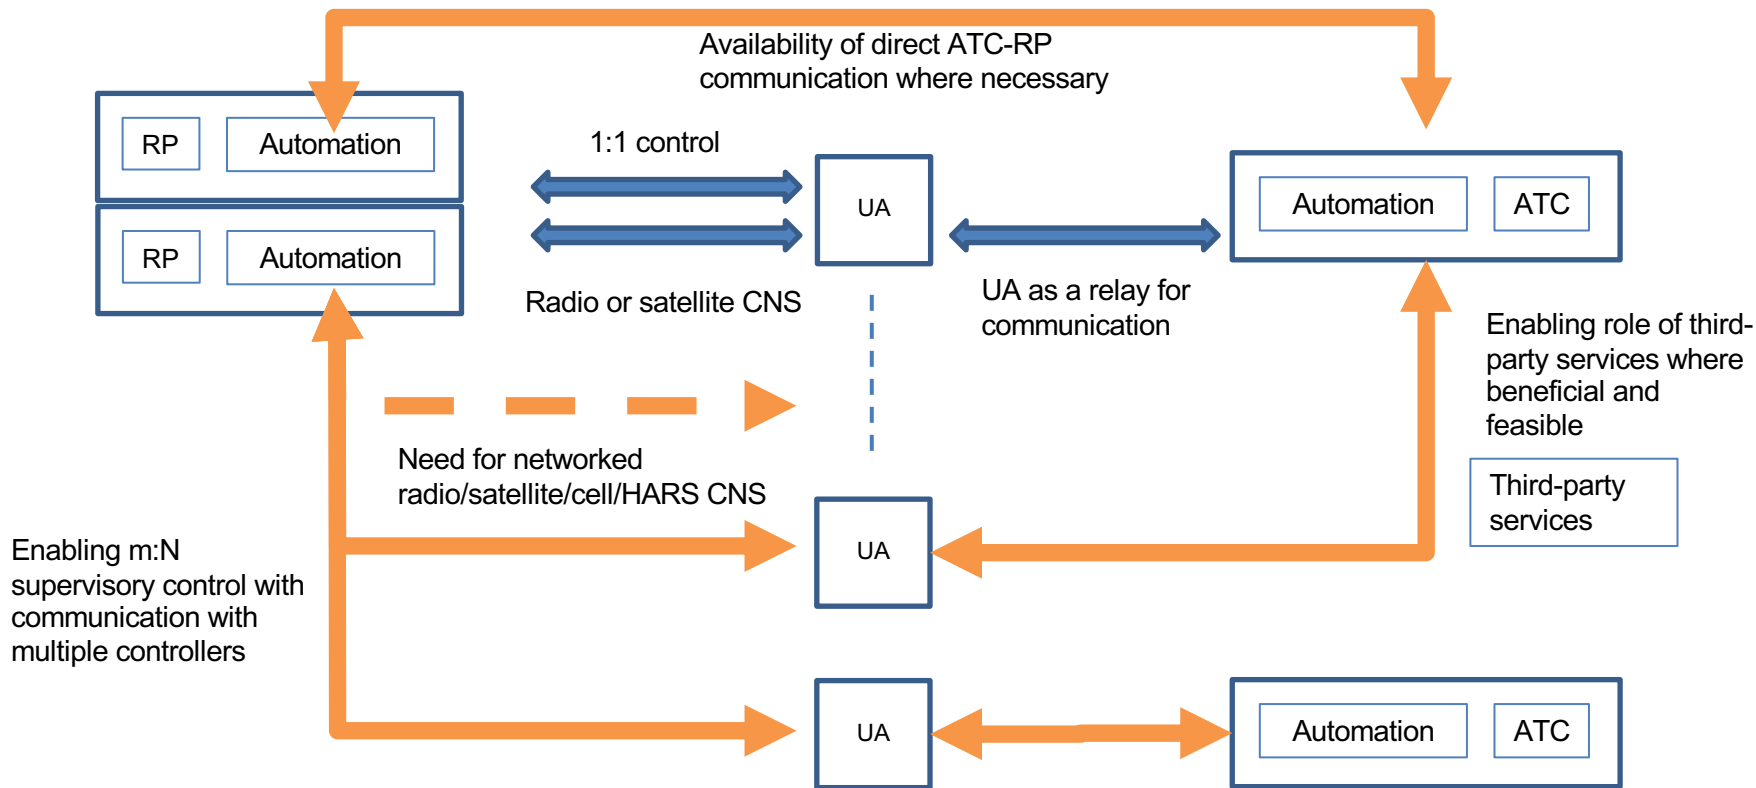 Availability of direct ATC-RP
communication where necessary
RP
Automation
1:1 control
UA
Automation
ATC
RP
Automation
Radio or satellite CNS
UA as a relay for
communication
Enabling role of third-
party services where
beneficial and
feasible
Need for networked
radio/satellite/cell/HARS CNS
Third-party
services
Enabling m:N
supervisory control with
communication with
multiple controllers
UA
UA
Automation
ATC